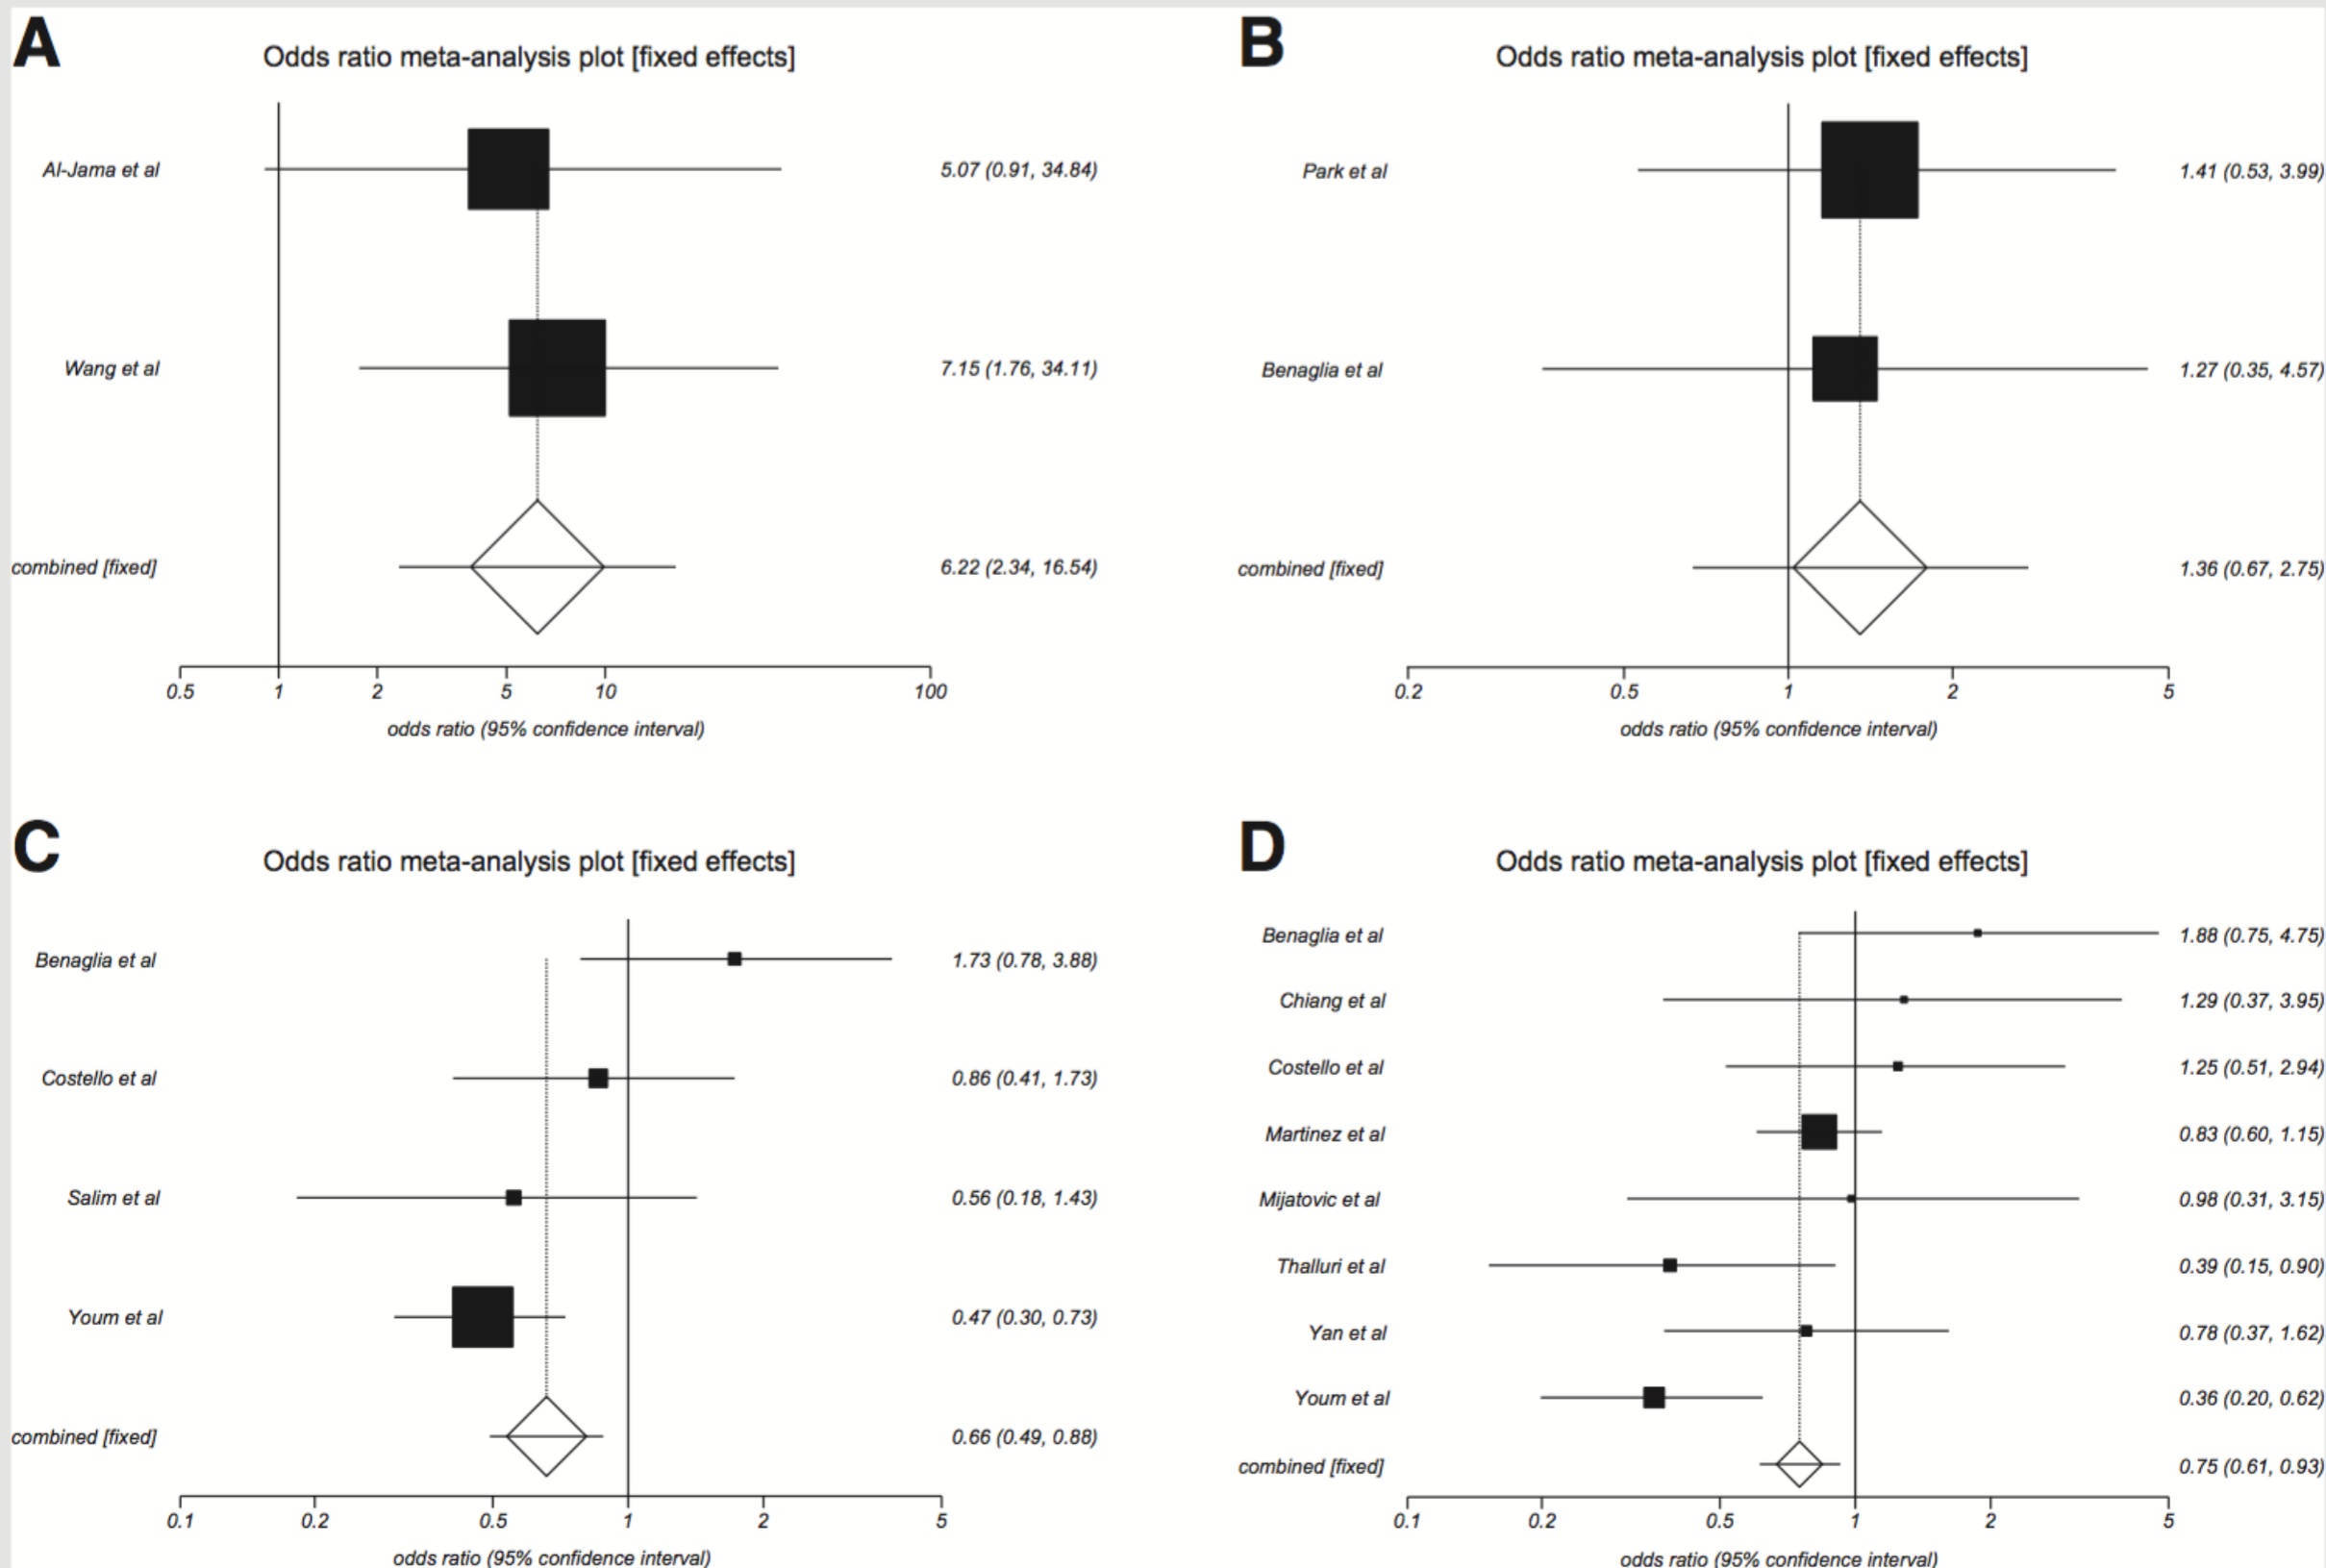 A
Odds ratio meta-analysis plot [fixed effects]
Al-Jama et al 5.07 (0.91, 34.84)
Wang et al 7.15 (1.76, 34.11)
combined [fixed] 6.22 (2.34, 16.54)
0.5 1 2 5 10 100
odds ratio (95% confidence interval)
B
Odds ratio meta-analysis plot [fixed effects]
Park et al 1.41 (0.53, 3.99)
Benaglia et al 1.27 (0.35, 4.57)
combined [fixed] 1.36 (0.67, 2.75)
0.2 0.5 1 2 5
odds ratio (95% confidence interval)
C
Odds ratio meta-analysis plot [fixed effects]
Benaglia et al 1.73 (0.78, 3.88)
Costello et al 0.86 (0.41, 1.73)
Salim et al 0.56 (0.18, 1.43)
Youm et al 0.47 (0.30, 0.73)
combined [fixed] 0.66 (0.49, 0.88)
0.1 0.2 0.5 1 2 5
odds ratio (95% confidence interval)
D
Odds ratio meta-analysis plot [fixed effects]
Benaglia et al 1.88 (0.75, 4.75)
Chiang et al 1.29 (0.37, 3.95)
Costello et al 1.25 (0.51, 2.94)
Martinez et al 0.83 (0.60, 1.15)
Mijatovic et al 0.98 (0.31, 3.15)
Thalluri et al 0.39 (0.15, 0.90)
Yan et al 0.78 (0.37, 1.62)
Youm et al 0.36 (0.20, 0.62)
combined [fixed] 0.75 (0.61, 0.93)
0.1 0.2 0.5 1 2 5
odds ratio (95% confidence interval)